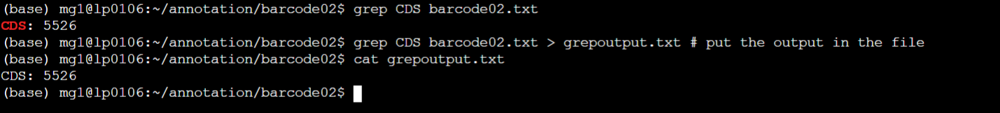 (base) mg1@lp0106:~/annotation/barcode02$ grep CDS barcode02.txt
CDS: 5526
(base) mg1@lp0106:~/annotation/barcode02$ grep CDS barcode02.txt > grepoutput.txt # put the output in the file
(base) mg1@lp0106:~/annotation/barcode02$ cat grepoutput.txt
CDS: 5526
(base) mg1@lp0106:~/annotation/barcode02$